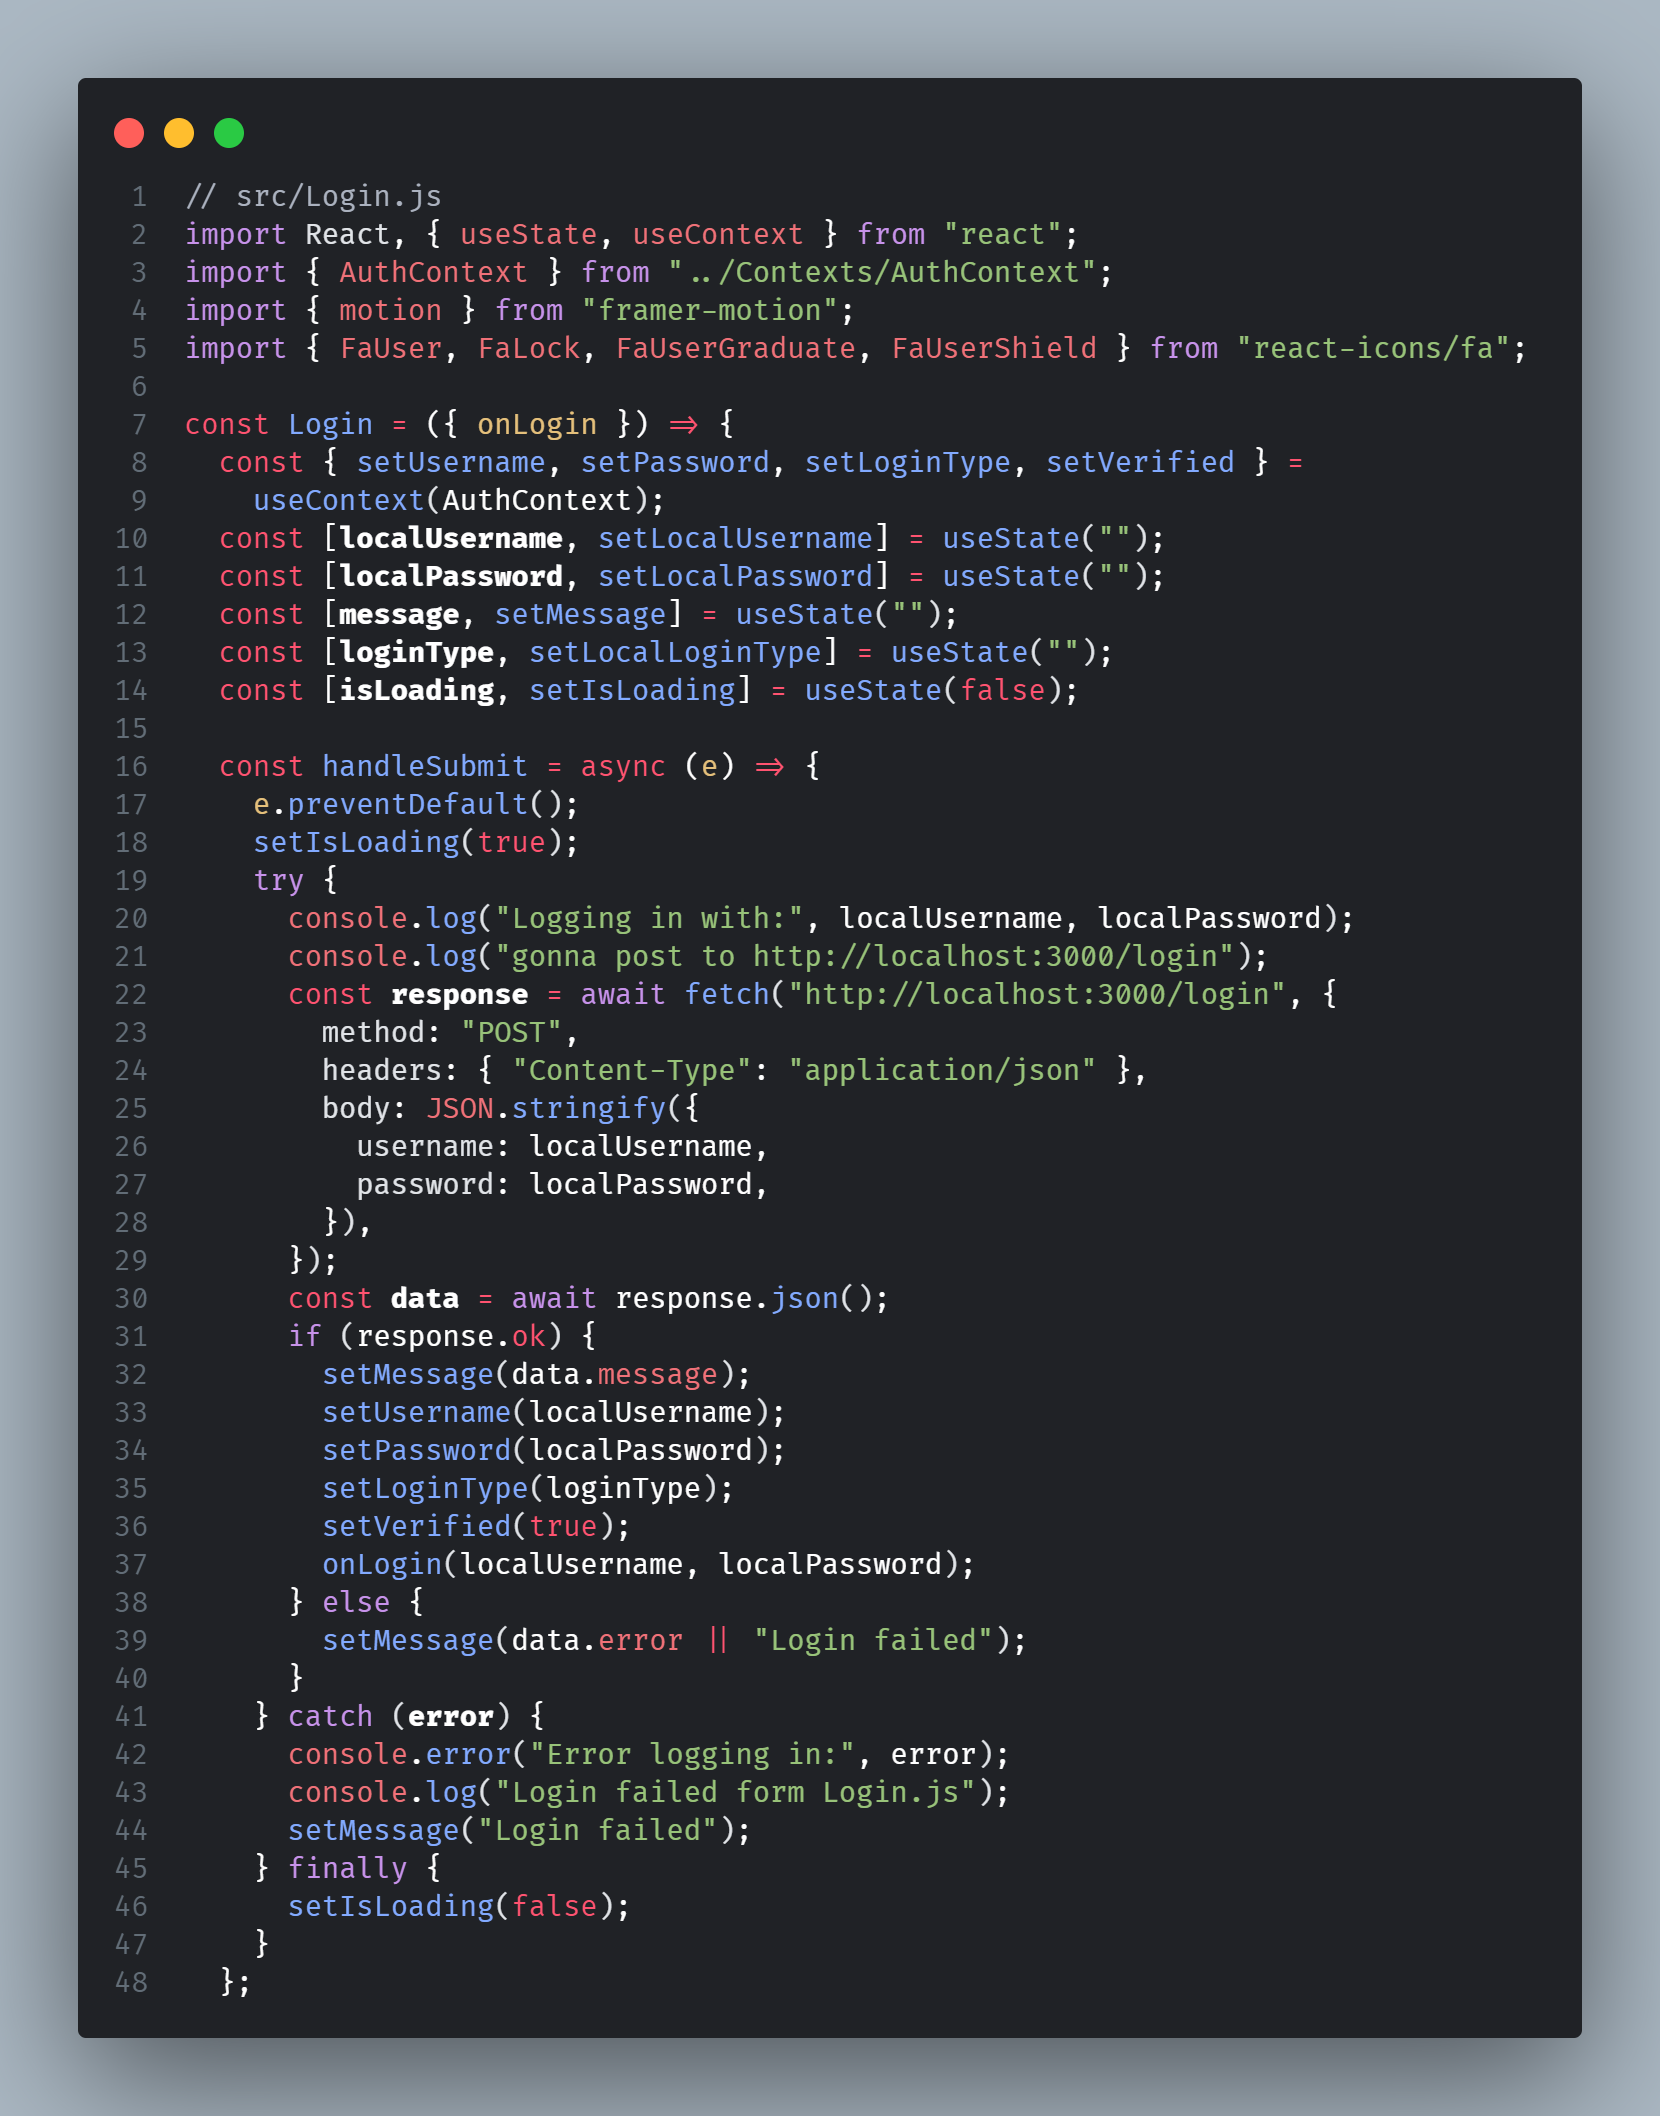 1 // src/Login.js
2 import React, { useState, useContext } from "react";
3 import { AuthContext } from "../Contexts/AuthContext";
4 import { motion } from "framer-motion";
5 import { FaUser, FaLock, FaUserGraduate, FaUserShield } from "react-icons/fa";
6
7 const Login = ({ onLogin }) => {
8   const { setUsername, setPassword, setLoginType, setVerified } =
9     useContext(AuthContext);
10   const [localUsername, setLocalUsername] = useState("");
11   const [localPassword, setLocalPassword] = useState("");
12   const [message, setMessage] = useState("");
13   const [loginType, setLocalLoginType] = useState("");
14   const [isLoading, setIsLoading] = useState(false);
15
16   const handleSubmit = async (e) => {
17     e.preventDefault();
18     setIsLoading(true);
19     try {
20       console.log("Logging in with:", localUsername, localPassword);
21       console.log("gonna post to http://localhost:3000/login");
22       const response = await fetch("http://localhost:3000/login", {
23         method: "POST",
24         headers: { "Content-Type": "application/json" },
25         body: JSON.stringify({
26           username: localUsername,
27           password: localPassword,
28         }),
29       });
30       const data = await response.json();
31       if (response.ok) {
32         setMessage(data.message);
33         setUsername(localUsername);
34         setPassword(localPassword);
35         setLoginType(loginType);
36         setVerified(true);
37         onLogin(localUsername, localPassword);
38       } else {
39         setMessage(data.error || "Login failed");
40       }
41     } catch (error) {
42       console.error("Error logging in:", error);
43       console.log("Login failed form Login.js");
44       setMessage("Login failed");
45     } finally {
46       setIsLoading(false);
47     }
48   };